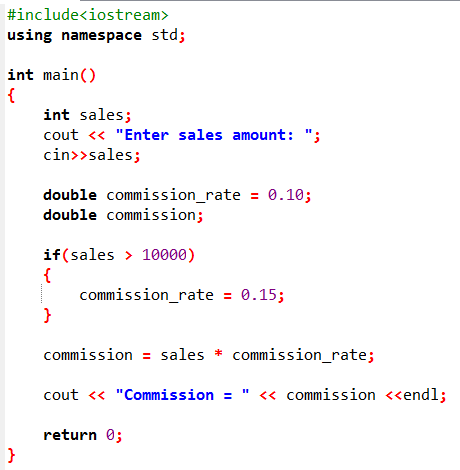 #include<iostream>
using namespace std;
int main()
{
int sales;
cout << "Enter sales amount: ";
cin>>sales;
double commission_rate = 0.10;
double commission;
if(sales > 10000)
{
commission_rate = 0.15;
}
commission = sales * commission_rate;
cout << "Commission = " << commission <<endl;
return 0;
}